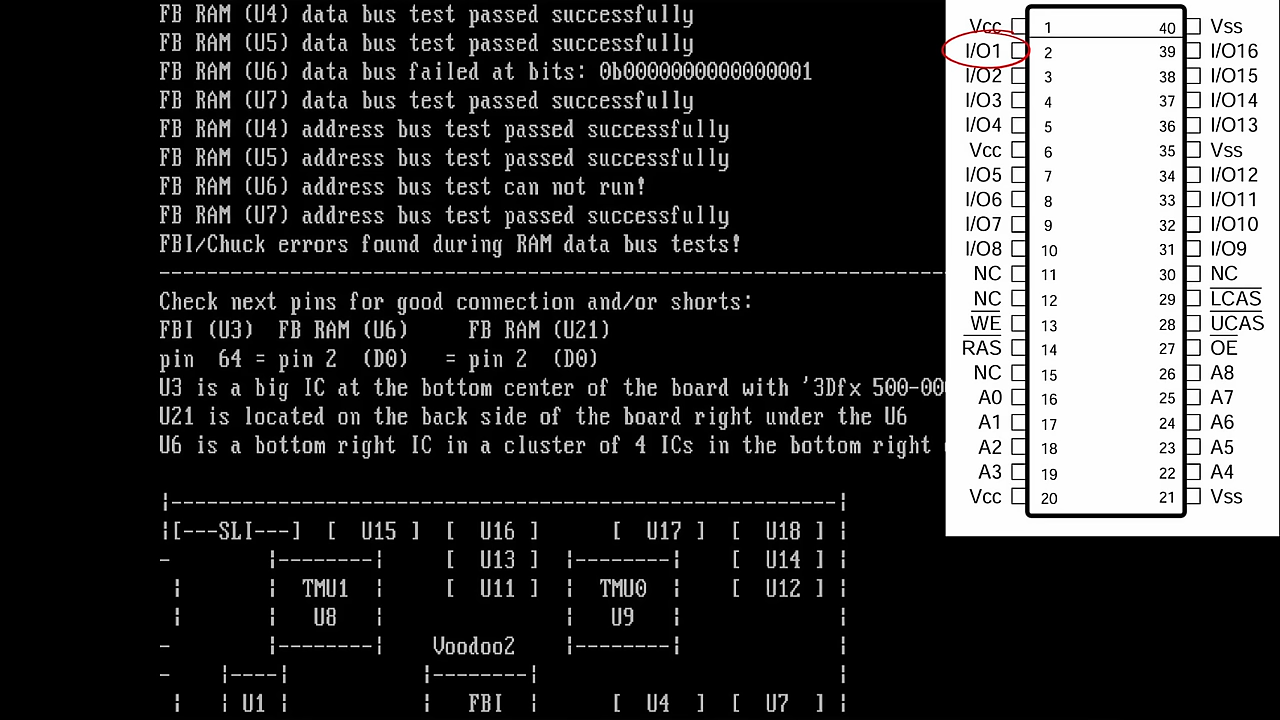 FB RAM (U4) data bus test passed successfully
FB RAM (U5) data bus test passed successfully
FB RAM (U6) data bus failed at bits: 0b0000000000000001
FB RAM (U7) data bus test passed successfully
FB RAM (U4) address bus test passed successfully
FB RAM (U5) address bus test passed successfully
FB RAM (U6) address bus test can not run!
FB RAM (U7) address bus test passed successfully
FBI/Chuck errors found during RAM data bus tests!
-----------------------------------------------------------------
Check next pins for good connection and/or shorts:
FBI (U3)  FB RAM (U6)     FB RAM (U21)
pin  64 = pin 2  (D0)   = pin 2  (D0)
U3 is a big IC at the bottom center of the board with '3Dfx 500-00
U21 is located on the back side of the board right under the U6
U6 is a bottom right IC in a cluster of 4 ICs in the bottom right
¦-------------------------------------------------------¦
¦[---SLI---]  [  U15 ]  [  U16 ]      [  U17 ]  [  U18 ] ¦
-        ¦--------¦     [  U13 ]  ¦--------¦    [  U14 ] ¦
 ¦       ¦  TMU1  ¦     [  U11 ]  ¦  TMU0  ¦    [  U12 ] ¦
 ¦       ¦   U8   ¦               ¦   U9   ¦             ¦
-        ¦--------¦    Voodoo2    ¦--------¦             ¦
-    ¦----¦            ¦--------¦                         ¦
 ¦   ¦ U1 ¦            ¦   FBI  ¦      [  U4  ]  [  U7  ] ¦
Vcc 1 40 Vss
I/O1 2 39 I/O16
I/O2 3 38 I/O15
I/O3 4 37 I/O14
I/O4 5 36 I/O13
Vcc 6 35 Vss
I/O5 7 34 I/O12
I/O6 8 33 I/O11
I/O7 9 32 I/O10
I/O8 10 31 I/O9
NC 11 30 NC
NC 12 29 LCAS
WE 13 28 UCAS
RAS 14 27 OE
NC 15 26 A8
A0 16 25 A7
A1 17 24 A6
A2 18 23 A5
A3 19 22 A4
Vcc 20 21 Vss